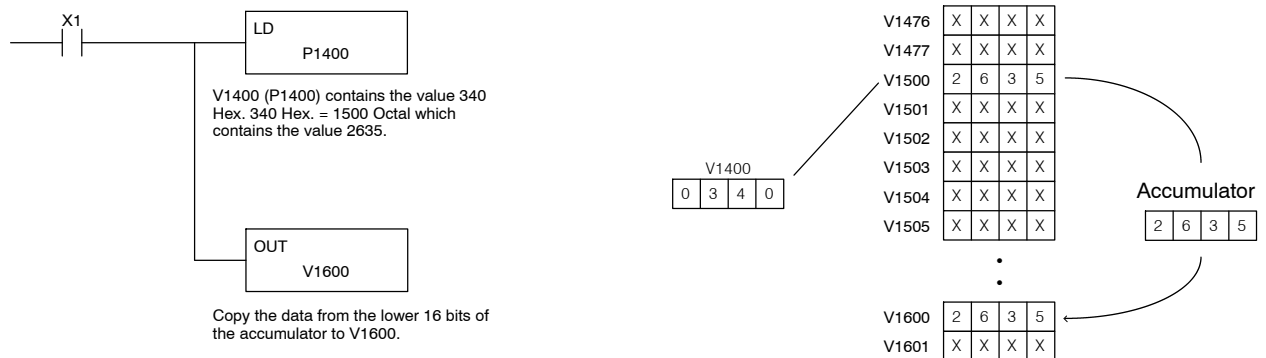 X1
LD
P1400
V1400 (P1400) contains the value 340
Hex. 340 Hex. = 1500 Octal which
contains the value 2635.
OUT
V1600
Copy the data from the lower 16 bits of
the accumulator to V1600.
V1400
0 3 4 0
V1476 X X X X
V1477 X X X X
V1500 2 6 3 5
V1501 X X X X
V1502 X X X X
V1503 X X X X
V1504 X X X X
V1505 X X X X
Accumulator
2 6 3 5
V1600 2 6 3 5
V1601 X X X X